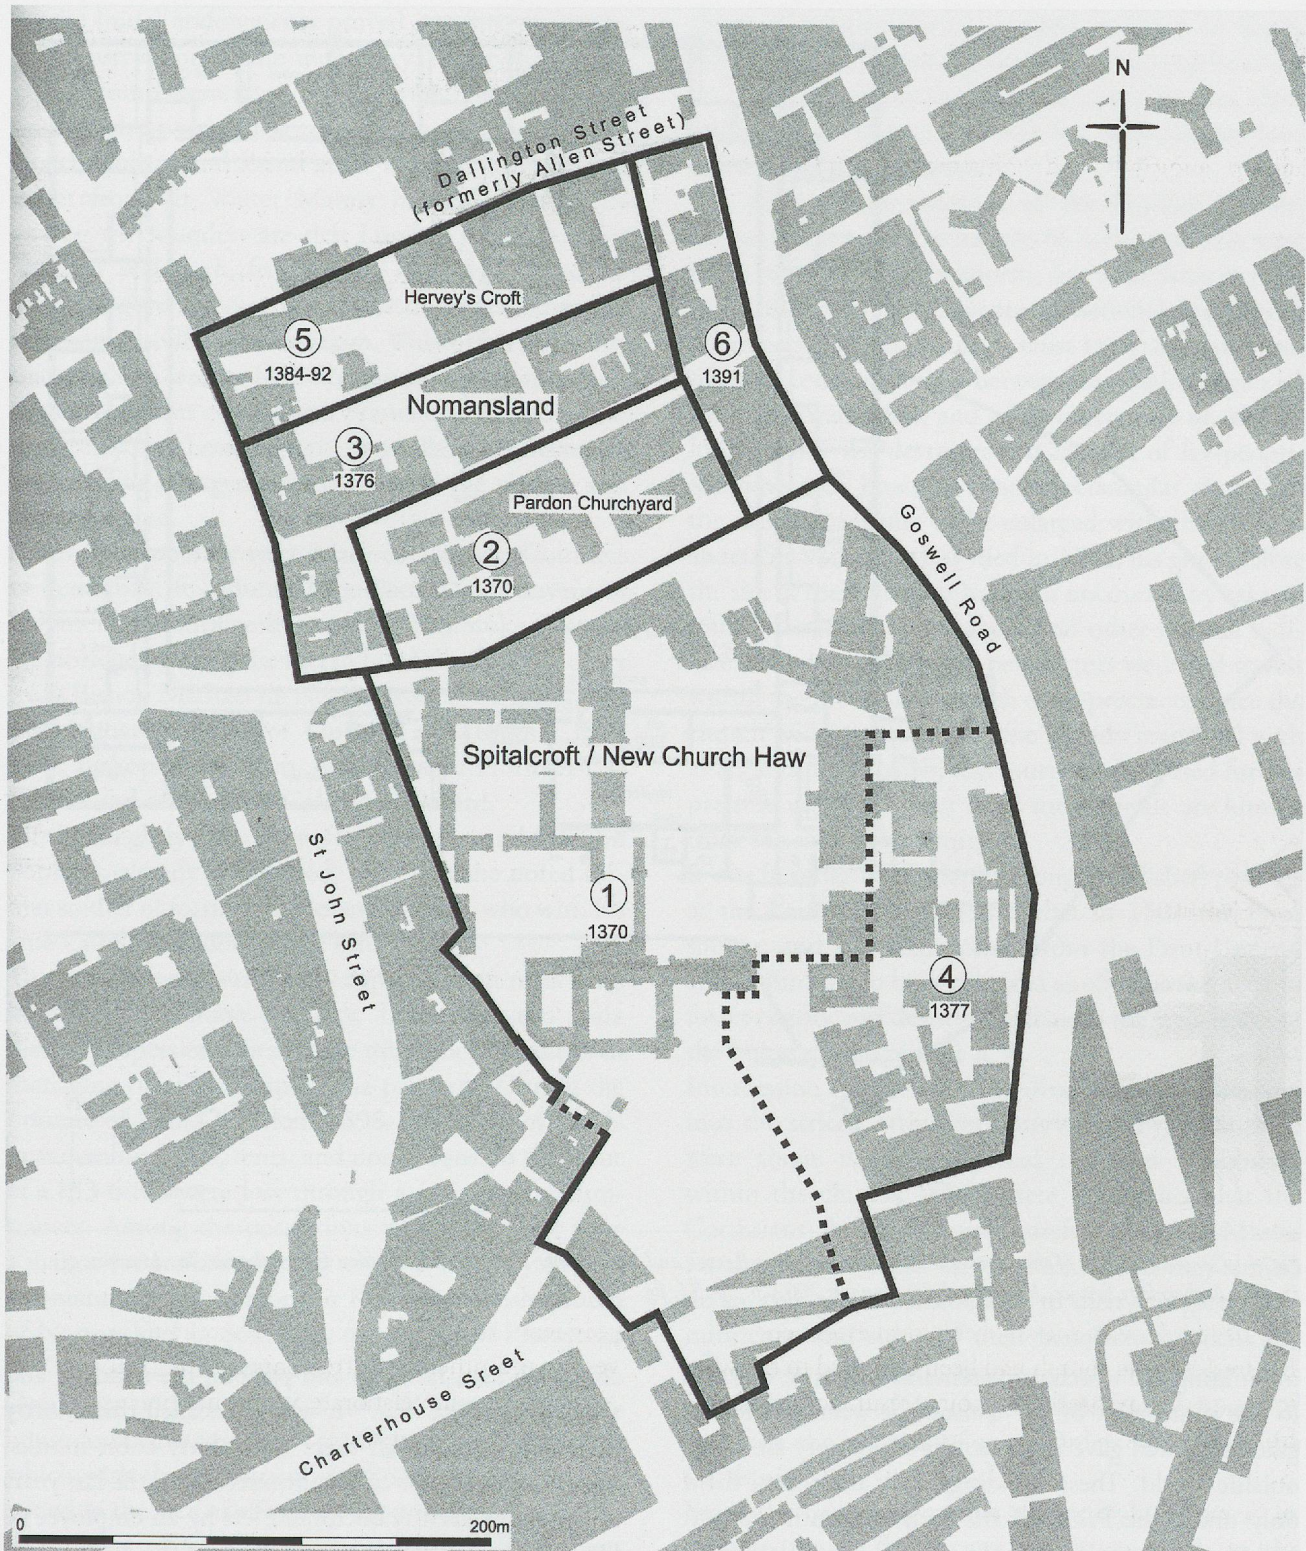 N
Dallington Street
(formerly Allen Street)
Hervey's Croft
5
1384-92
6
1391
Nomansland
3
1376
Pardon Churchyard
2
1370
Goswell Road
Spitalcroft / New Church Haw
St John Street
1
1370
4
1377
Charterhouse Sreet
0
200m